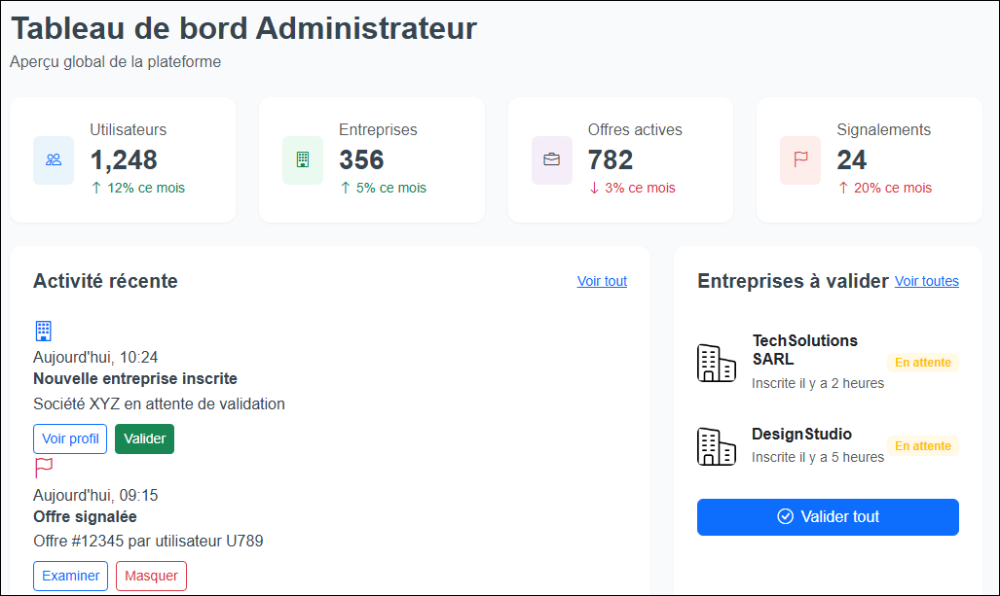 Tableau de bord Administrateur
Aperçu global de la plateforme
Utilisateurs
1,248
↑ 12% ce mois
Entreprises
356
↑ 5% ce mois
Offres actives
782
↓ 3% ce mois
Signalements
24
↑ 20% ce mois
Activité récente
Voir tout
Aujourd'hui, 10:24
Nouvelle entreprise inscrite
Société XYZ en attente de validation
Voir profil
Valider
Aujourd'hui, 09:15
Offre signalée
Offre #12345 par utilisateur U789
Examiner
Masquer
Entreprises à valider
Voir toutes
TechSolutions
SARL
Inscrite il y a 2 heures
En attente
DesignStudio
Inscrite il y a 5 heures
En attente
Valider tout